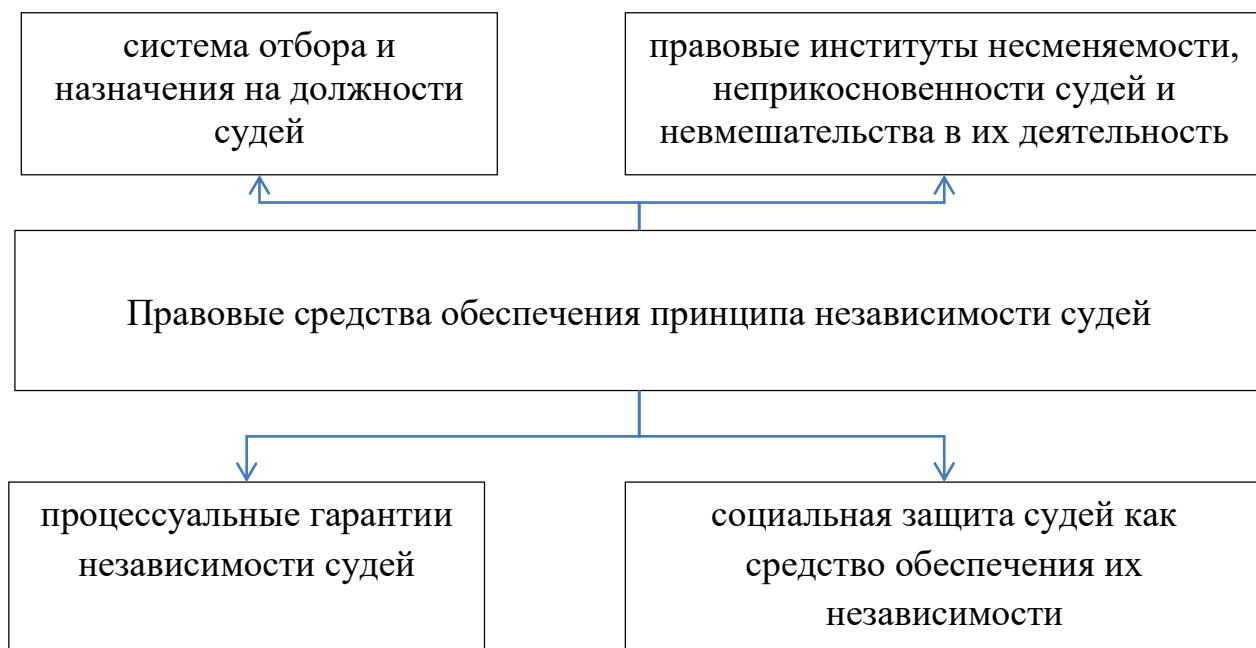 система отбора и
назначения на должности
судей
правовые институты несменяемости,
неприкосновенности судей и
невмешательства в их деятельность
Правовые средства обеспечения принципа независимости судей
процессуальные гарантии
независимости судей
социальная защита судей как
средство обеспечения их
независимости